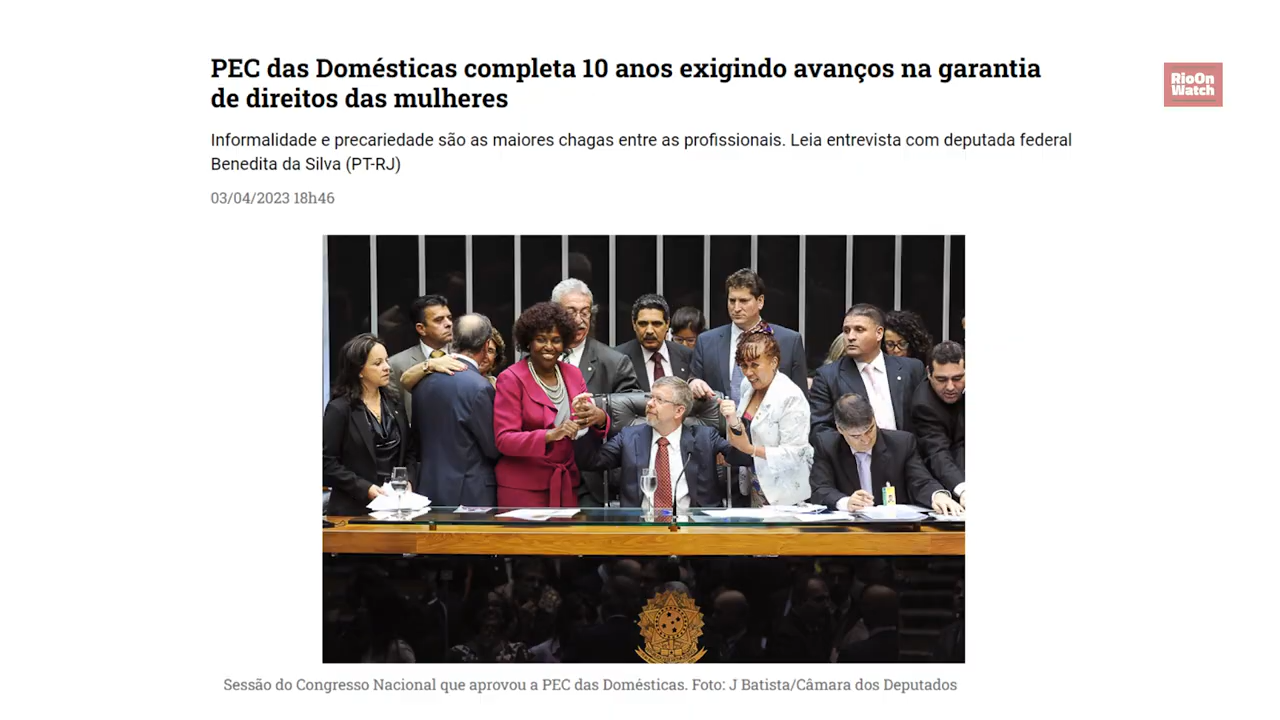 PEC das Domésticas completa 10 anos exigindo avanços na garantia
de direitos das mulheres
RioOn
Watch
Informalidade e precariedade são as maiores chagas entre as profissionais. Leia entrevista com deputada federal
Benedita da Silva (PT-RJ)
03/04/2023 18h46
Sessão do Congresso Nacional que aprovou a PEC das Domésticas. Foto: J Batista/Câmara dos Deputados